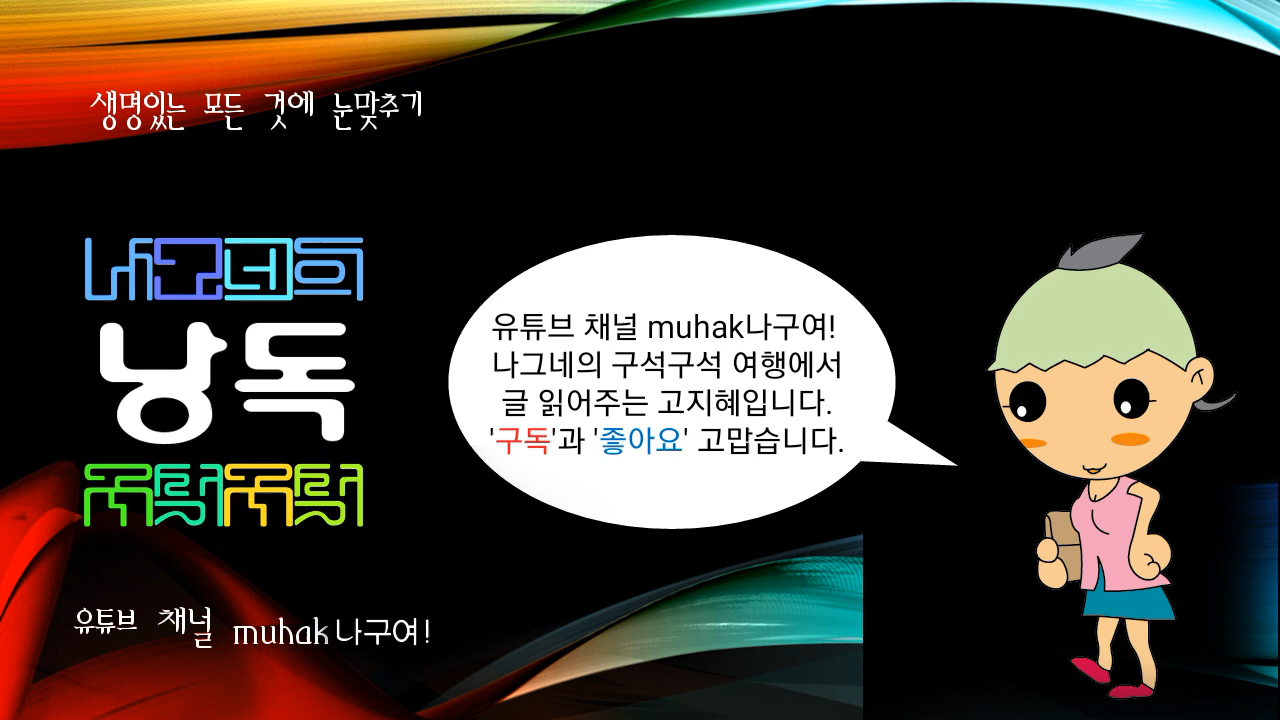 생명있는 모든 것에 눈맞추기
나그네의
낭독
구석구석
유튜브 채널 muhak나구여!
나그네의 구석구석 여행에서
글 읽어주는 고지혜입니다.
'구독'과 '좋아요' 고맙습니다.
유튜브 채널 muhak나구여!